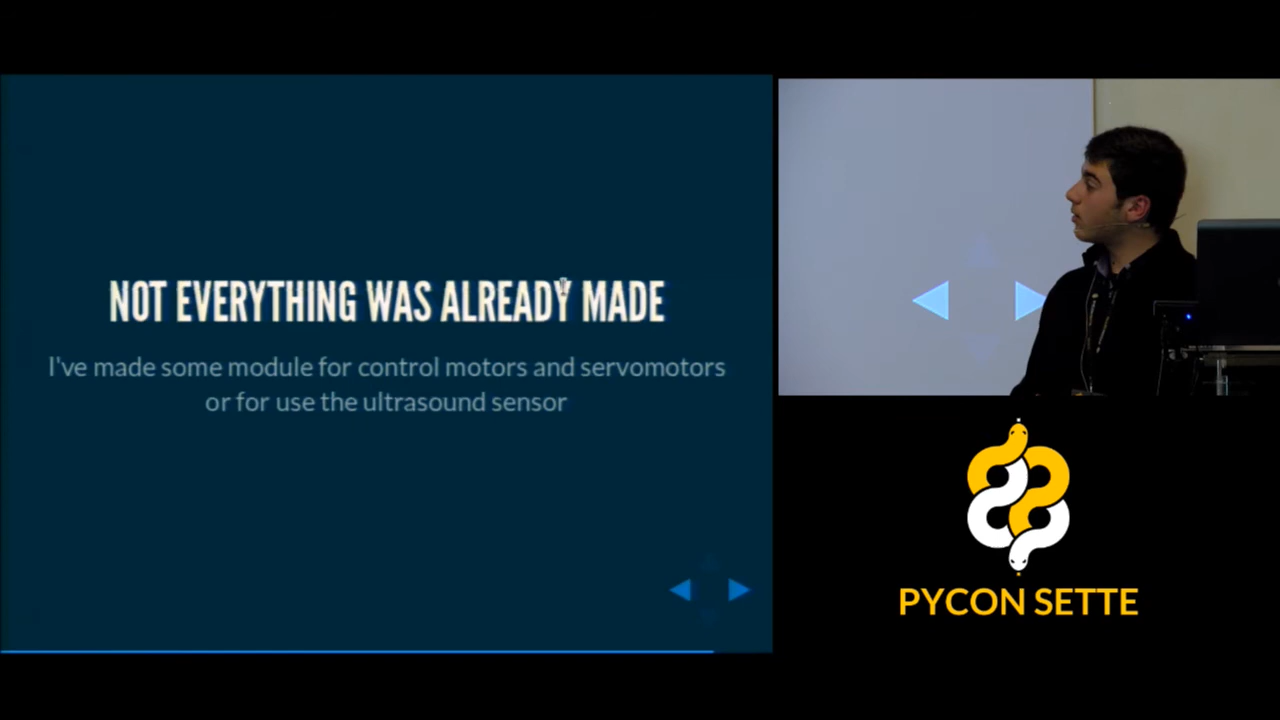 NOT EVERYTHING WAS ALREADY MADE
I've made some module for control motors and servomotors
or for use the ultrasound sensor
PYCON SETTE